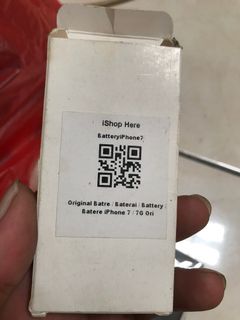 iShop Here
BatteryiPhone7
Original Batre / Baterai / Battery
Batere iPhone 7 / 7G Ori